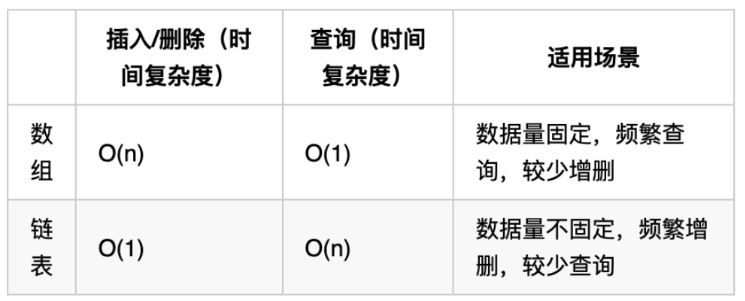 插入/删除（时
间复杂度）
查询（时间
复杂度）
适用场景
数
组
O(n)
O(1)
数据量固定，频繁查
询，较少增删
链
表
O(1)
O(n)
数据量不固定，频繁增
删，较少查询